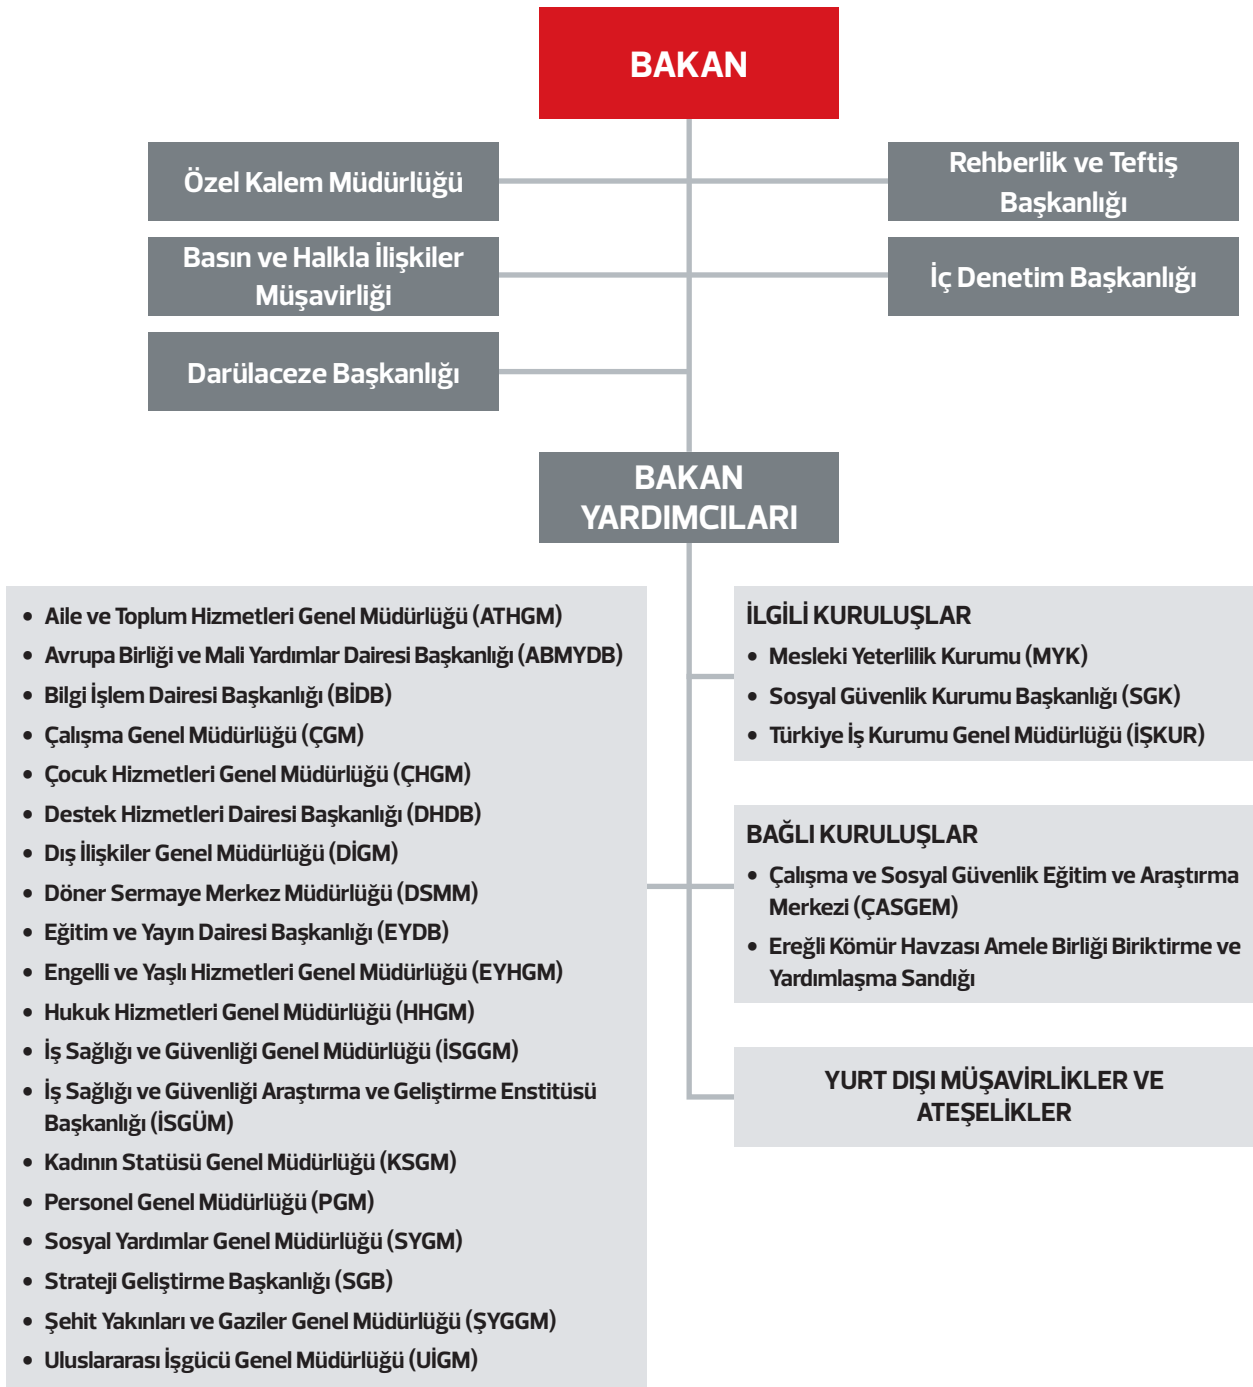 BAKAN
Özel Kalem Müdürlüğü
Rehberlik ve Teftiş
Başkanlığı
Basın ve Halkla İlişkiler
Müşavirliği
İç Denetim Başkanlığı
Darülaceze Başkanlığı
BAKAN
YARDIMCILARI
• Aile ve Toplum Hizmetleri Genel Müdürlüğü (ATHGM)
• Avrupa Birliği ve Mali Yardımlar Dairesi Başkanlığı (ABMYDB)
• Bilgi İşlem Dairesi Başkanlığı (BİDB)
• Çalışma Genel Müdürlüğü (ÇGM)
• Çocuk Hizmetleri Genel Müdürlüğü (ÇHGM)
• Destek Hizmetleri Dairesi Başkanlığı (DHDB)
• Dış İlişkiler Genel Müdürlüğü (DİGM)
• Döner Sermaye Merkez Müdürlüğü (DSMM)
• Eğitim ve Yayın Dairesi Başkanlığı (EYDB)
• Engelli ve Yaşlı Hizmetleri Genel Müdürlüğü (EYHGM)
• Hukuk Hizmetleri Genel Müdürlüğü (HHGM)
• İş Sağlığı ve Güvenliği Genel Müdürlüğü (İSGGM)
• İş Sağlığı ve Güvenliği Araştırma ve Geliştirme Enstitüsü
Başkanlığı (İSGÜM)
• Kadının Statüsü Genel Müdürlüğü (KSGM)
• Personel Genel Müdürlüğü (PGM)
• Sosyal Yardımlar Genel Müdürlüğü (SYGM)
• Strateji Geliştirme Başkanlığı (SGB)
• Şehit Yakınları ve Gaziler Genel Müdürlüğü (ŞYGGM)
• Uluslararası İşgücü Genel Müdürlüğü (UİGM)
İLGİLİ KURULUŞLAR
• Mesleki Yeterlilik Kurumu (MYK)
• Sosyal Güvenlik Kurumu Başkanlığı (SGK)
• Türkiye İş Kurumu Genel Müdürlüğü (İŞKUR)
BAĞLI KURULUŞLAR
• Çalışma ve Sosyal Güvenlik Eğitim ve Araştırma
Merkezi (ÇASGEM)
• Ereğli Kömür Havzası Amele Birliği Biriktirme ve
Yardımlaşma Sandığı
YURT DIŞI MÜŞAVİRLİKLER VE
ATEŞELİKLER